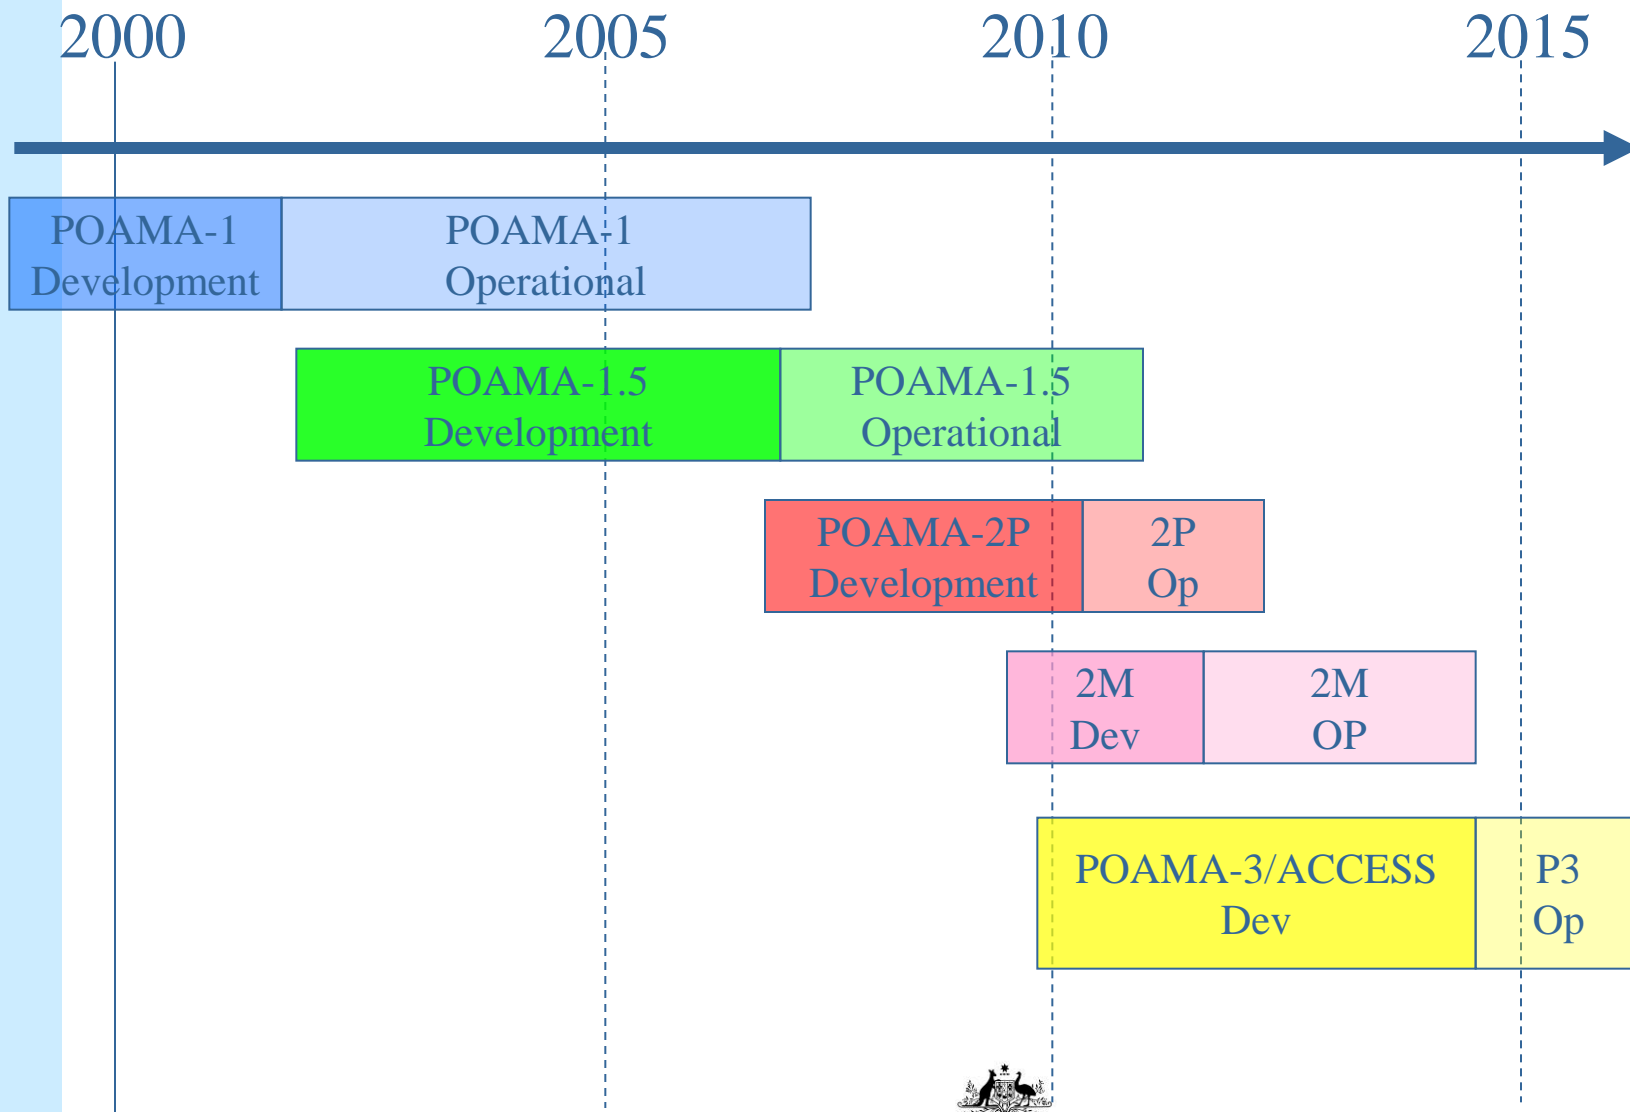 2000 2005 2010 2015
POAMA-1
Development
POAMA-1
Operational
POAMA-1.5
Development
POAMA-1.5
Operational
POAMA-2P
Development
2P
Op
2M
Dev
2M
OP
POAMA-3/ACCESS
Dev
P3
Op